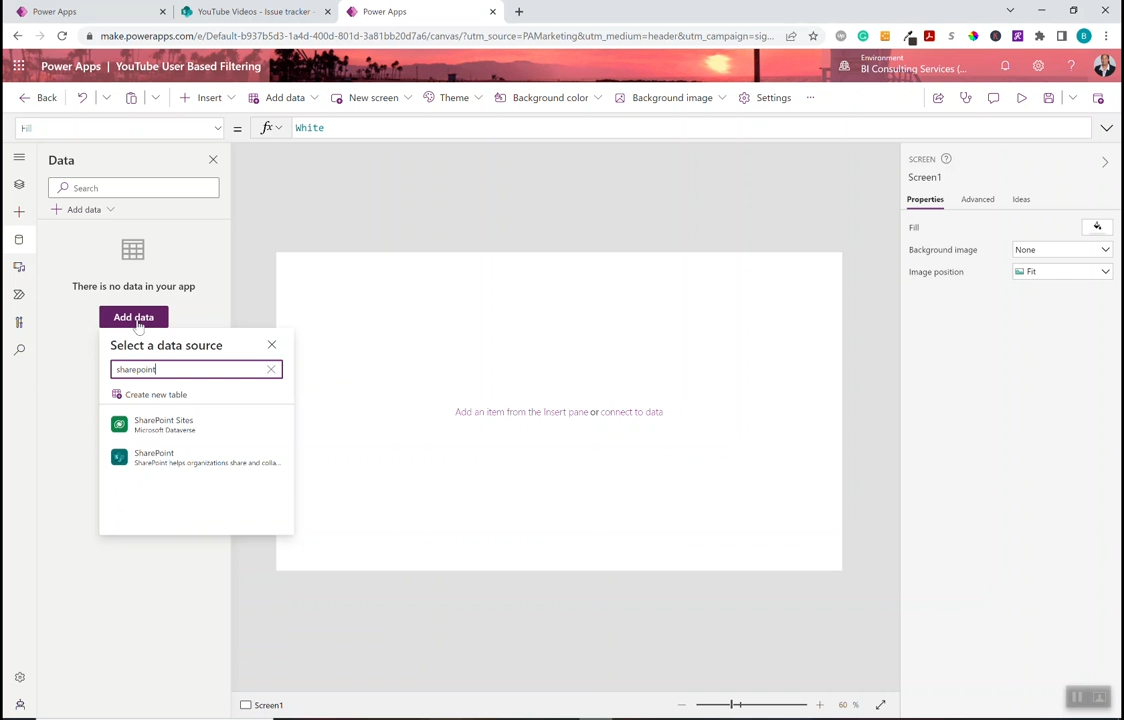 Power Apps
YouTube Videos - Issue tracker -
Power Apps
make.powerapps.com/e/Default-b937b5d3-1a4d-400d-801d-3a81bb20d7a6/canvas/?utm_source=PAMarketing&utm_medium=header&utm_campaign=sig...
Power Apps | YouTube User Based Filtering
Environment
BI Consulting Services (...
Back
Insert
Add data
New screen
Theme
Background color
Background image
Settings
Fill
=
fx
White
Data
Search
Add data
There is no data in your app
Add data
Select a data source
sharepoint
Create new table
SharePoint Sites
Microsoft Dataverse
SharePoint
SharePoint helps organizations share and colla...
Add an item from the Insert pane or connect to data
SCREEN
Screen1
Properties
Advanced
Ideas
Fill
Background image
None
Image position
Fit
Screen1
60 %